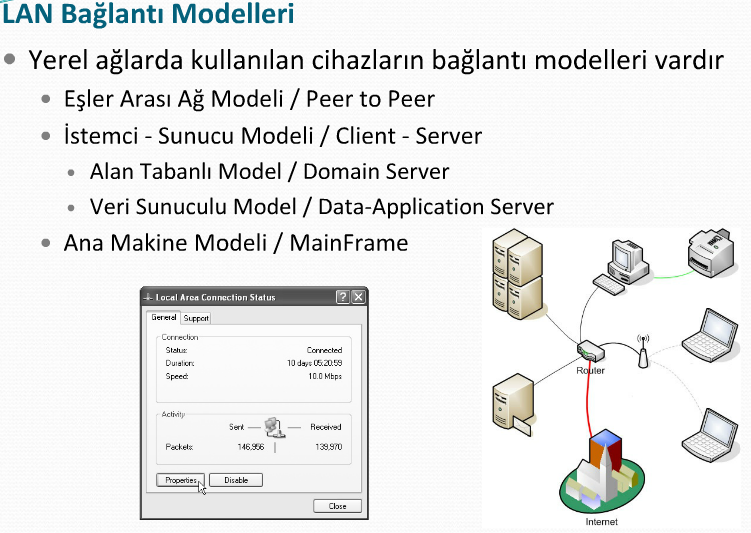 LAN Bağlantı Modelleri
Yerel ağlarda kullanılan cihazların bağlantı modelleri vardır
Eşler Arası Ağ Modeli / Peer to Peer
İstemci - Sunucu Modeli / Client - Server
Alan Tabanlı Model / Domain Server
Veri Sunuculu Model / Data-Application Server
Ana Makine Modeli / MainFrame
Local Area Connection Status
General Support
Connection
Status: Connected
Duration: 10 days 05:20:59
Speed: 10.0 Mbps
Activity
Sent Received
Packets: 146,956 139,970
Properties Disable
Close
Router
Internet